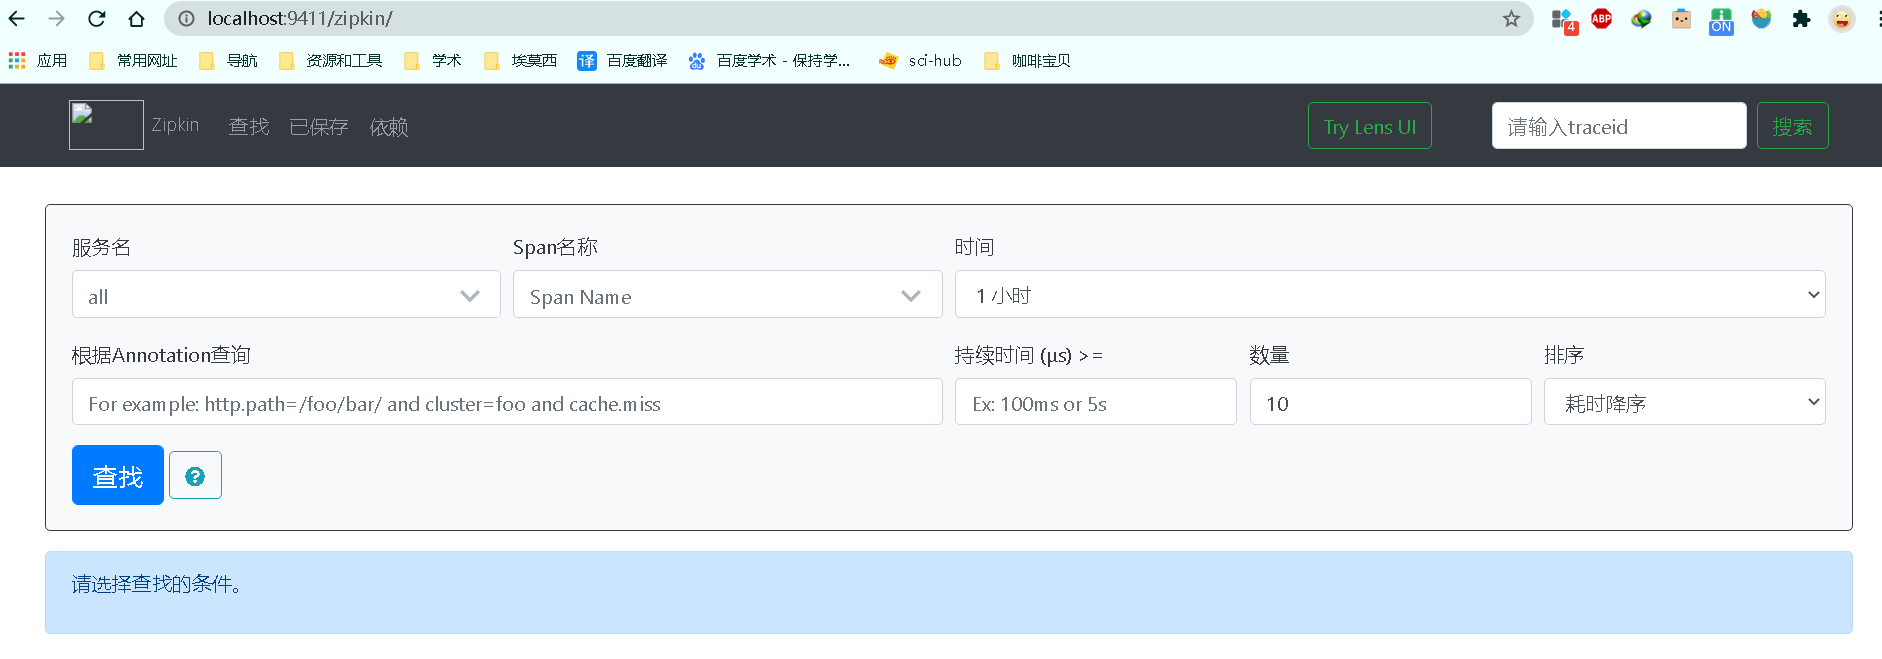 localhost:9411/zipkin/
4 ABP ON
应用 常用网址 导航 资源和工具 学术 埃莫西 译 百度翻译 du 百度学术 - 保持学... sci-hub 咖啡宝贝
Zipkin 查找 已保存 依赖 Try Lens UI 请输入traceid 搜索
服务名 Span名称 时间
all Span Name 1 小时
根据Annotation查询 持续时间 (μs) >= 数量 排序
For example: http.path=/foo/bar/ and cluster=foo and cache.miss Ex: 100ms or 5s 10 耗时降序
查找 ?
请选择查找的条件。